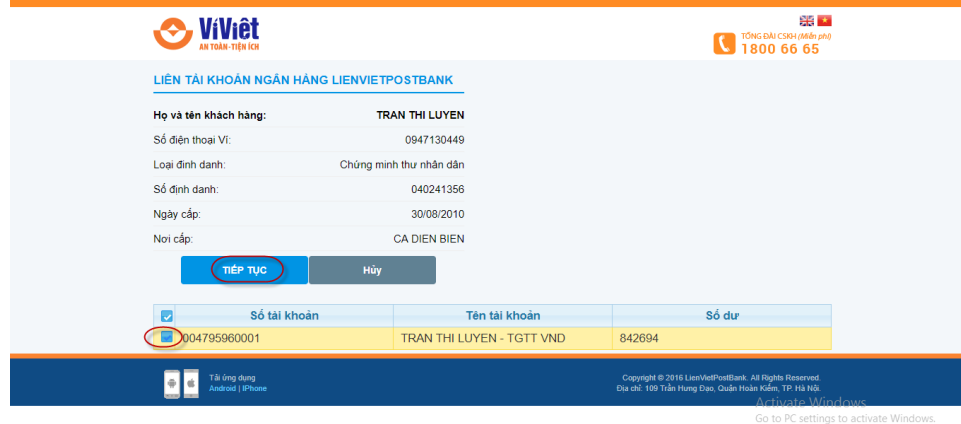 VíViệt
AN TOÀN - TIỆN ÍCH
TỔNG ĐÀI CSKH (Miễn phí)
1800 66 65
LIÊN TÀI KHOẢN NGÂN HÀNG LIENVIETPOSTBANK
Họ và tên khách hàng: TRAN THI LUYEN
Số điện thoại Ví: 0947130449
Loại đinh danh: Chứng minh thư nhân dân
Số định danh: 040241356
Ngày cấp: 30/08/2010
Nơi cấp: CA DIEN BIEN
TIẾP TỤC Hủy
Số tài khoản Tên tài khoản Số dư
004795960001 TRAN THI LUYEN - TGTT VND 842694
Tải ứng dụng
Android | IPhone
Copyright © 2016 LienVietPostBank. All Rights Reserved.
Địa chỉ: 109 Trần Hưng Đạo, Quận Hoàn Kiếm, TP. Hà Nội.
Activate Windows
Go to PC settings to activate Windows.